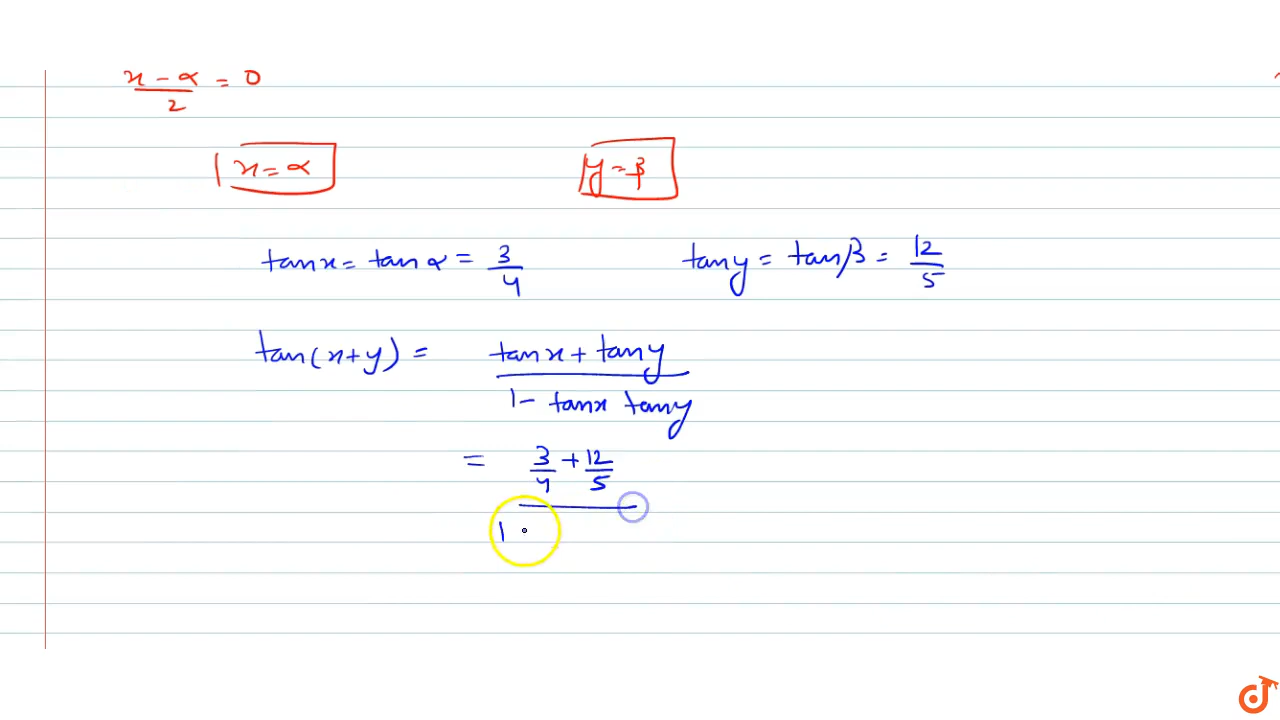 x - α / 2 = 0
x = α    y = β
tan x = tan α = 3/4    tan y = tan β = 12/5
tan(x+y) = tan x + tan y / 1 - tan x tan y
= 3/4 + 12/5 / 1